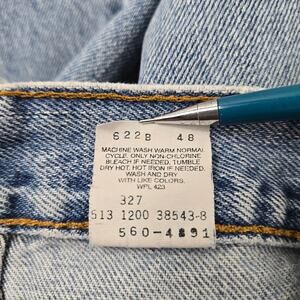 622B 48
MACHINE WASH WARM NORMAL
CYCLE. ONLY NON-CHLORINE
BLEACH IF NEEDED. TUMBLE
DRY HOT. HOT IRON IF NEEDED.
WASH AND DRY
WITH LIKE COLORS.
WPL 423
327
513 1200 38543-8
560-4891